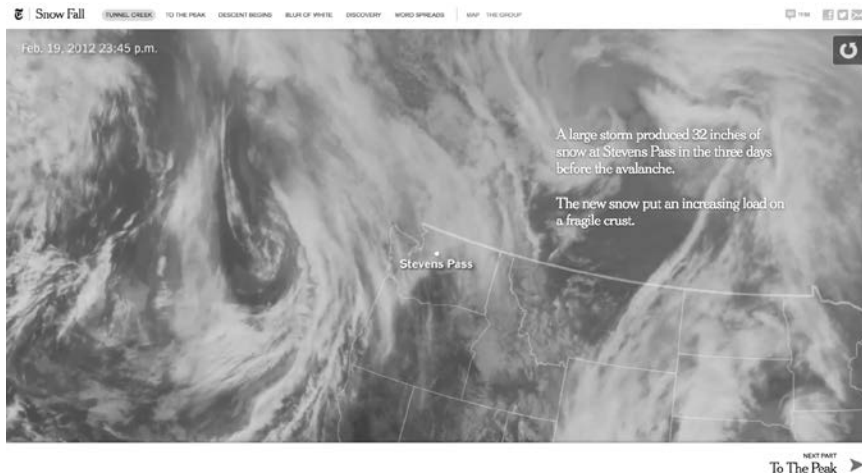 Snow Fall
TUNNEL CREEK TO THE PEAK DESCENT BEGINS BLUR OF WHITE DISCOVERY WORD SPREADS MAP THE GROUP
Feb. 19, 2012 23:45 p.m.
A large storm produced 32 inches of
snow at Stevens Pass in the three days
before the avalanche.
The new snow put an increasing load on
a fragile crust.
Stevens Pass
NEXT PART
To The Peak